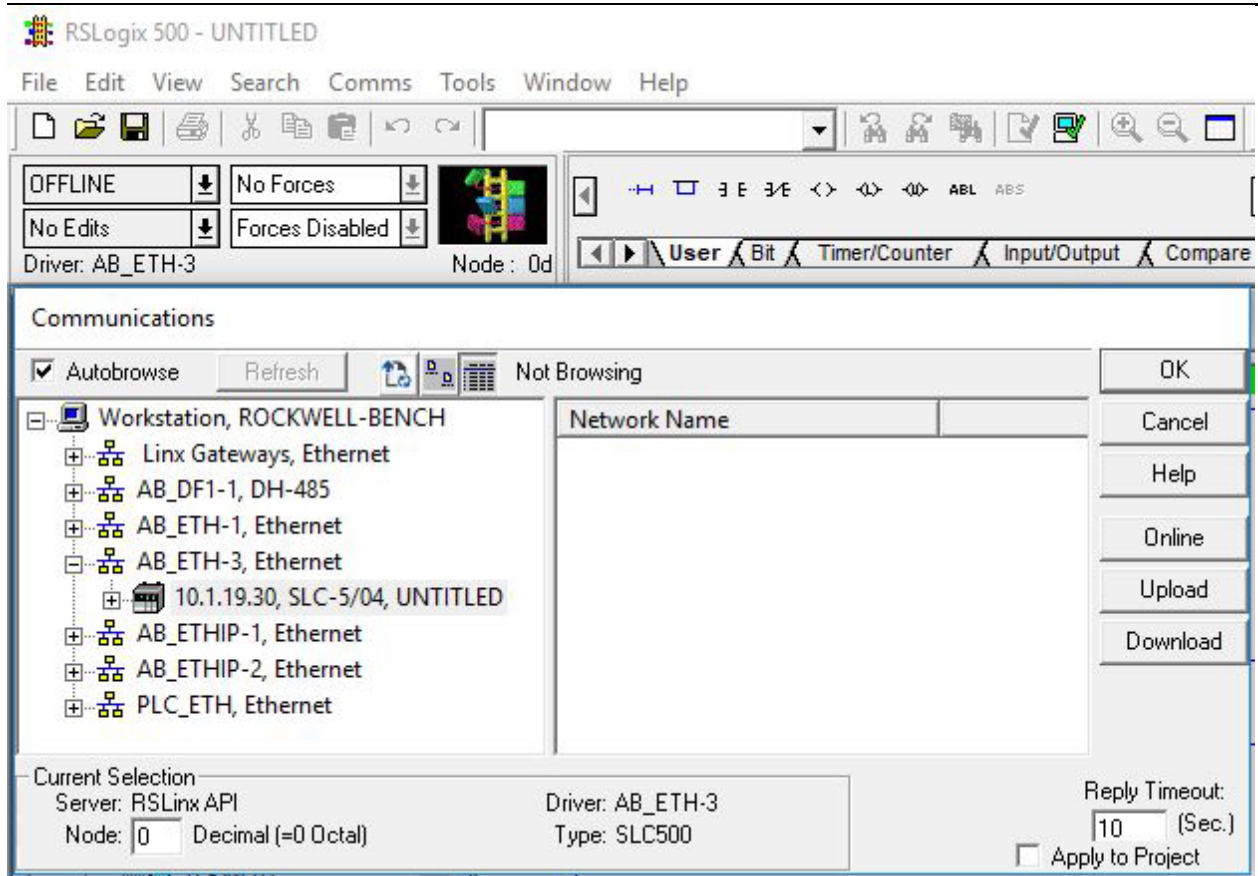 RSLogix 500 - UNTITLED
File Edit View Search Comms Tools Window Help
OFFLINE No Forces
No Edits Forces Disabled
Driver: AB_ETH-3 Node : 0d
ABL ABS
User Bit Timer/Counter Input/Output Compare
Communications
Autobrowse Refresh Not Browsing
Workstation, ROCKWELL-BENCH
Linx Gateways, Ethernet
AB_DF1-1, DH-485
AB_ETH-1, Ethernet
AB_ETH-3, Ethernet
10.1.19.30, SLC-5/04, UNTITLED
AB_ETHIP-1, Ethernet
AB_ETHIP-2, Ethernet
PLC_ETH, Ethernet
Network Name
OK
Cancel
Help
Online
Upload
Download
Current Selection
Server: RSLinx API Driver: AB_ETH-3
Node: 0 Decimal (=0 Octal) Type: SLC500
Reply Timeout:
10 (Sec.)
Apply to Project